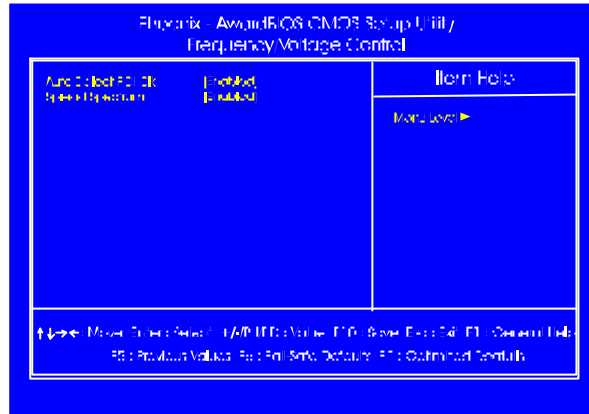 Phoenix - AwardBIOS CMOS Setup Utility
Frequency/Voltage Control
Auto Detect PCI Clk [Enabled]
Spread Spectrum [Enabled]
Item Help
Menu Level ►
↑↓→←: Move Enter: Select +/-/PU/PD: Value F10: Save Esc: Exit F1: General Help
F5: Previous Values F6: Fail-Safe Defaults F7: Optimized Defaults